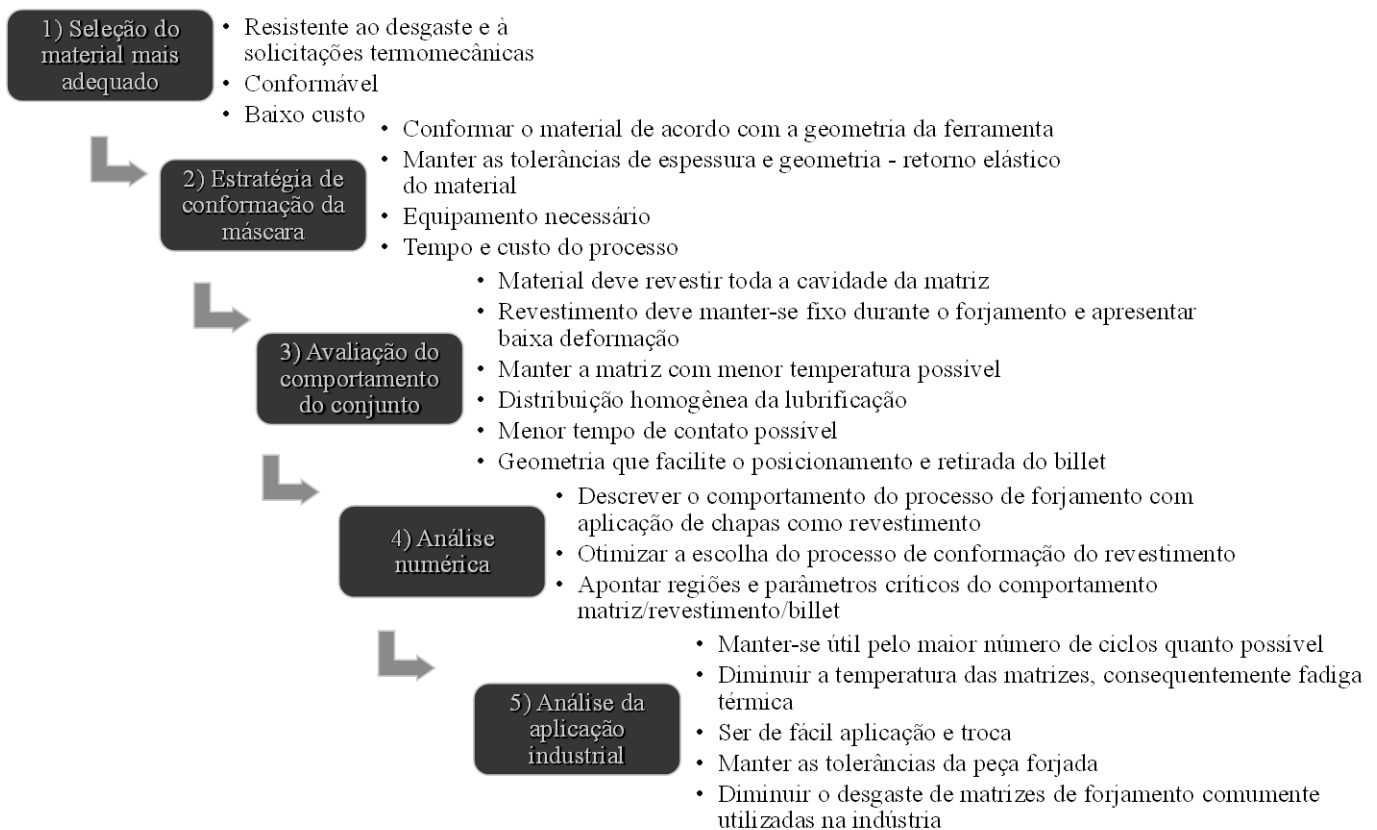 1) Seleção do
material mais
adequado
• Resistente ao desgaste e à
solicitações termomecânicas
• Conformável
• Baixo custo
2) Estratégia de
conformação da
máscara
• Conformar o material de acordo com a geometria da ferramenta
• Manter as tolerâncias de espessura e geometria - retorno elástico
do material
• Equipamento necessário
• Tempo e custo do processo
3) Avaliação do
comportamento
do conjunto
• Material deve revestir toda a cavidade da matriz
• Revestimento deve manter-se fixo durante o forjamento e apresentar
baixa deformação
• Manter a matriz com menor temperatura possível
• Distribuição homogênea da lubrificação
• Menor tempo de contato possível
• Geometria que facilite o posicionamento e retirada do billet
4) Análise
numérica
• Descrever o comportamento do processo de forjamento com
aplicação de chapas como revestimento
• Otimizar a escolha do processo de conformação do revestimento
• Apontar regiões e parâmetros críticos do comportamento
matriz/revestimento/billet
5) Análise da
aplicação
industrial
• Manter-se útil pelo maior número de ciclos quanto possível
• Diminuir a temperatura das matrizes, consequentemente fadiga
térmica
• Ser de fácil aplicação e troca
• Manter as tolerâncias da peça forjada
• Diminuir o desgaste de matrizes de forjamento comumente
utilizadas na indústria